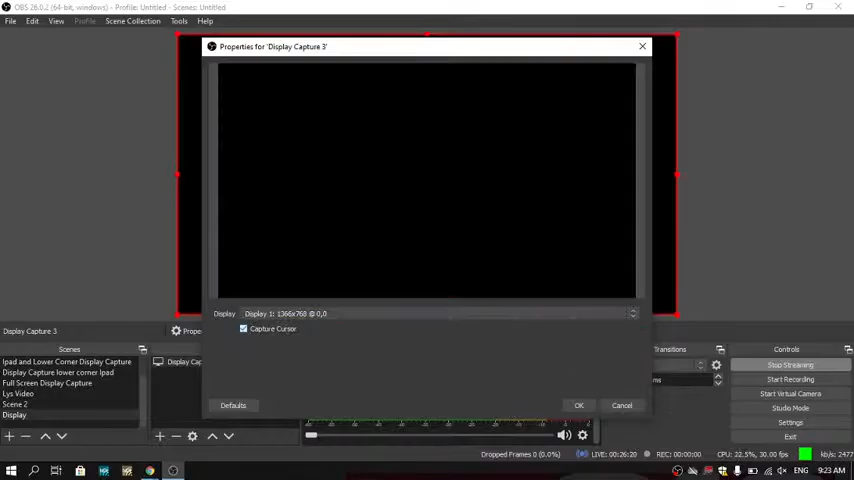 OBS 26.0.2 (64-bit, windows) - Profile: Untitled - Scenes: Untitled
File Edit View Profile Scene Collection Tools Help
Properties for 'Display Capture 3'
Display Display 1: 1366x768 @ 0,0
Capture Cursor
Defaults OK Cancel
Display Capture 3
Scenes
Ipad and Lower Corner Display Capture
Display Capture lower corner Ipad
Full Screen Display Capture
Lys Video
Scene 2
Display
Display Cap
Transitions
ms
Controls
Stop Streaming
Start Recording
Start Virtual Camera
Studio Mode
Settings
Exit
Dropped Frames 0 (0.0%) LIVE: 00:26:20 REC: 00:00:00 CPU: 22.5%, 30.00 fps kb/s: 2477
ENG 9:23 AM